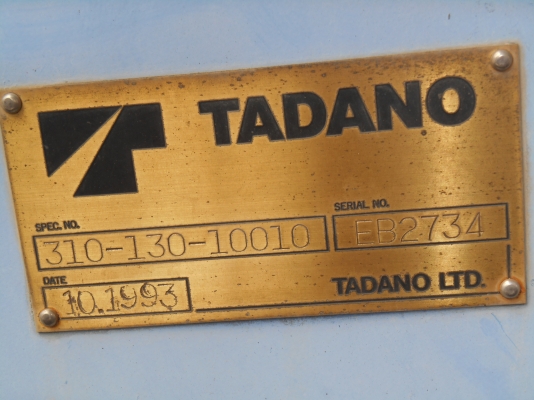 TADANO
SPEC. NO.
310-130-10010
SERIAL NO.
EB2734
DATE
10.1993
TADANO LTD.